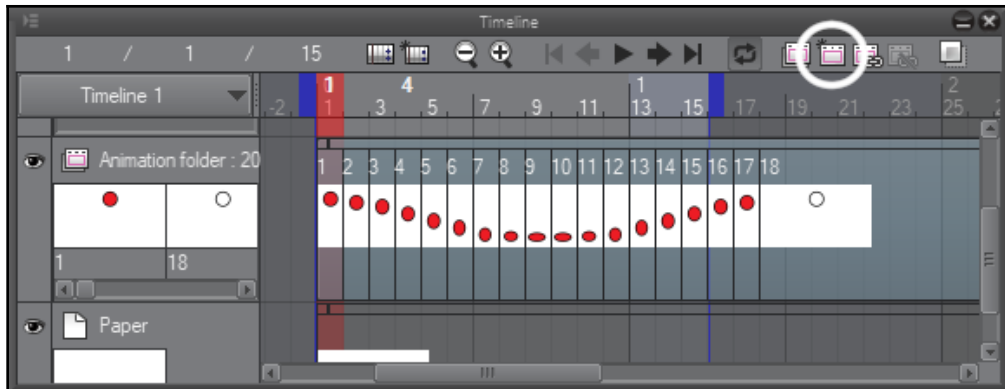 Timeline
1 / 1 / 15
Timeline 1
0 4 1 2
-2 1 3 5 7 9 11 13 15 17 19 21 23 25
Animation folder : 20
1 2 3 4 5 6 7 8 9 10 11 12 13 14 15 16 17 18
1 18
Paper